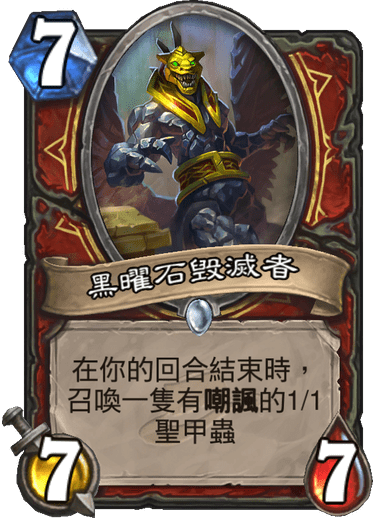 7
黑曜石毀滅者
在你的回合結束時，
召喚一隻有嘲諷的1/1
聖甲蟲
7
7